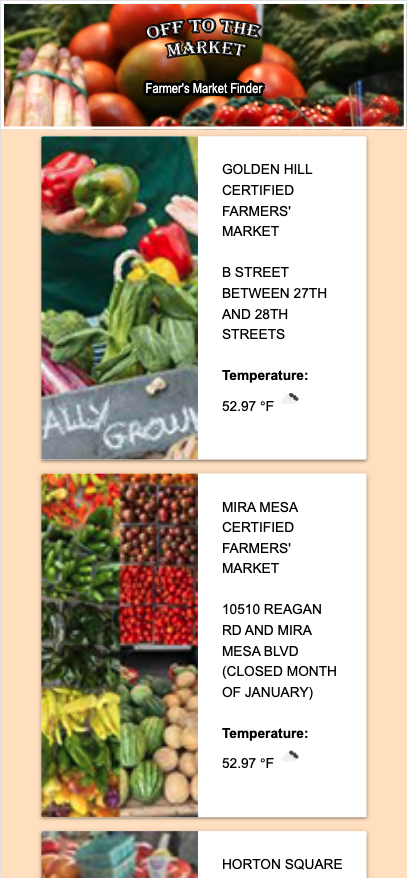 OFF TO THE
MARKET
Farmer's Market Finder
GOLDEN HILL
CERTIFIED
FARMERS'
MARKET
B STREET
BETWEEN 27TH
AND 28TH
STREETS
Temperature:
52.97 °F
ALLY
GROWN
MIRA MESA
CERTIFIED
FARMERS'
MARKET
10510 REAGAN
RD AND MIRA
MESA BLVD
(CLOSED MONTH
OF JANUARY)
Temperature:
52.97 °F
HORTON SQUARE